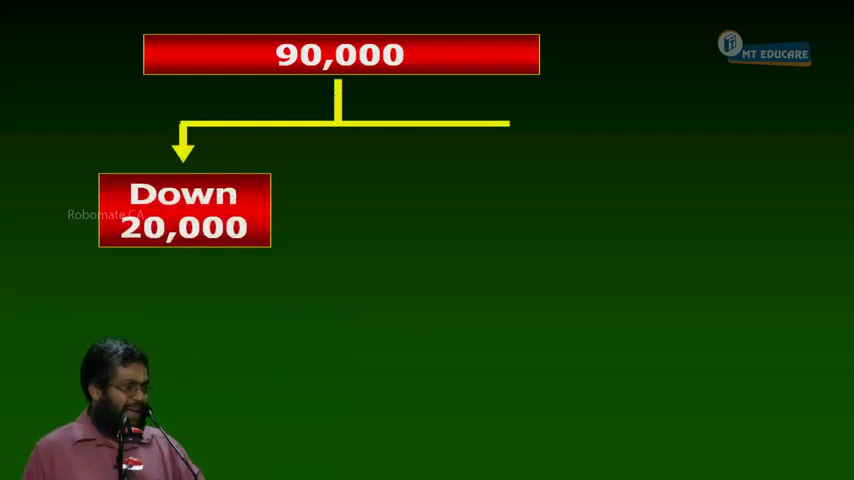 90,000
MT EDUCARE
Down
Robomate CA
20,000